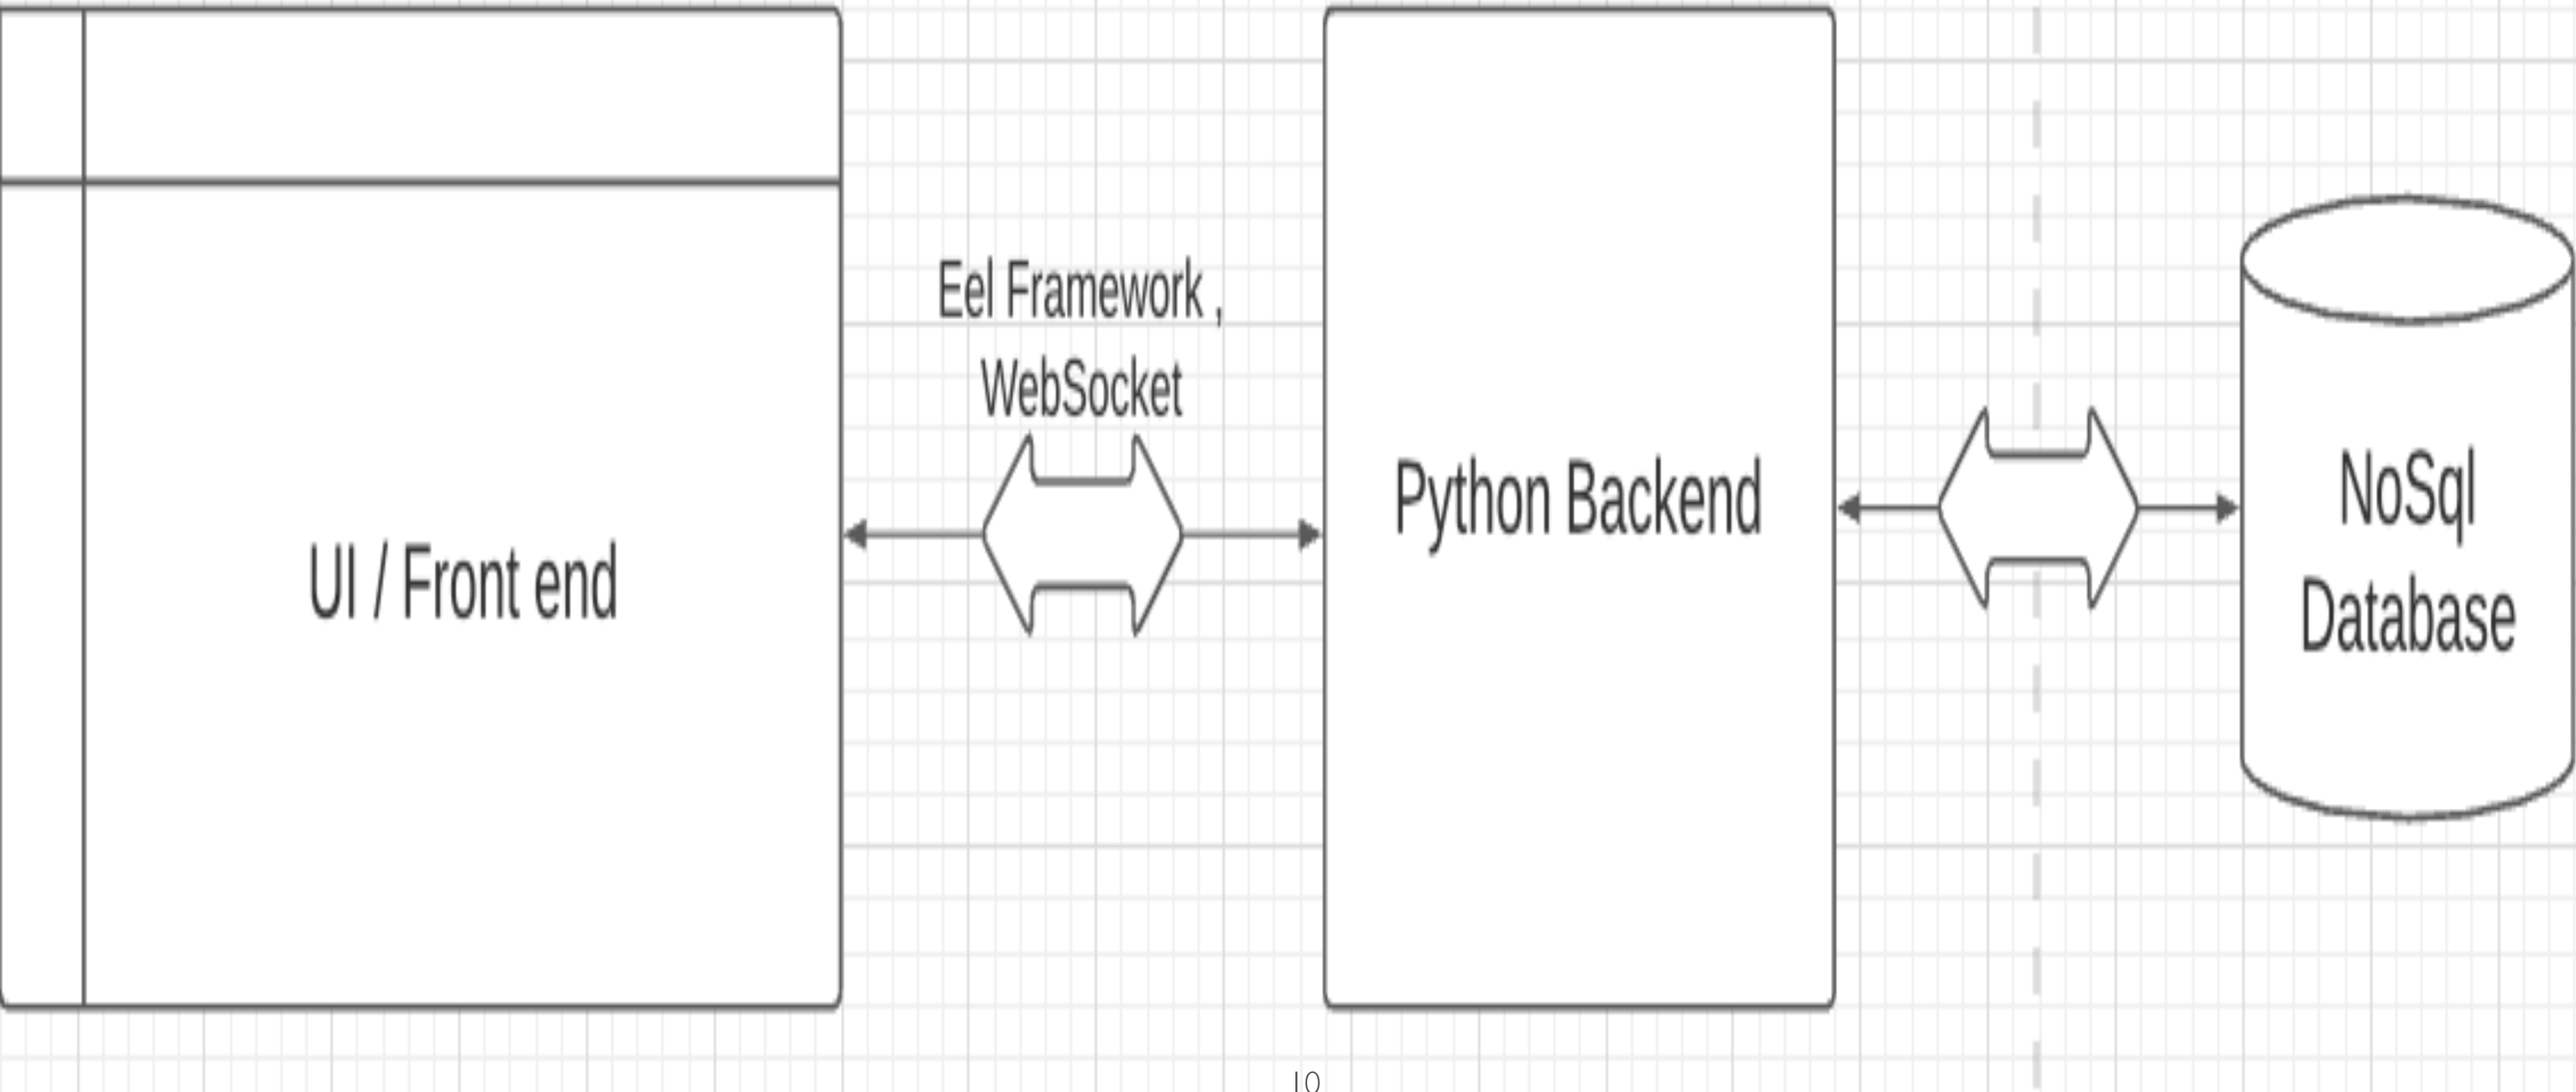 UI / Front end
Eel Framework ,
WebSocket
Python Backend
NoSql
Database
10